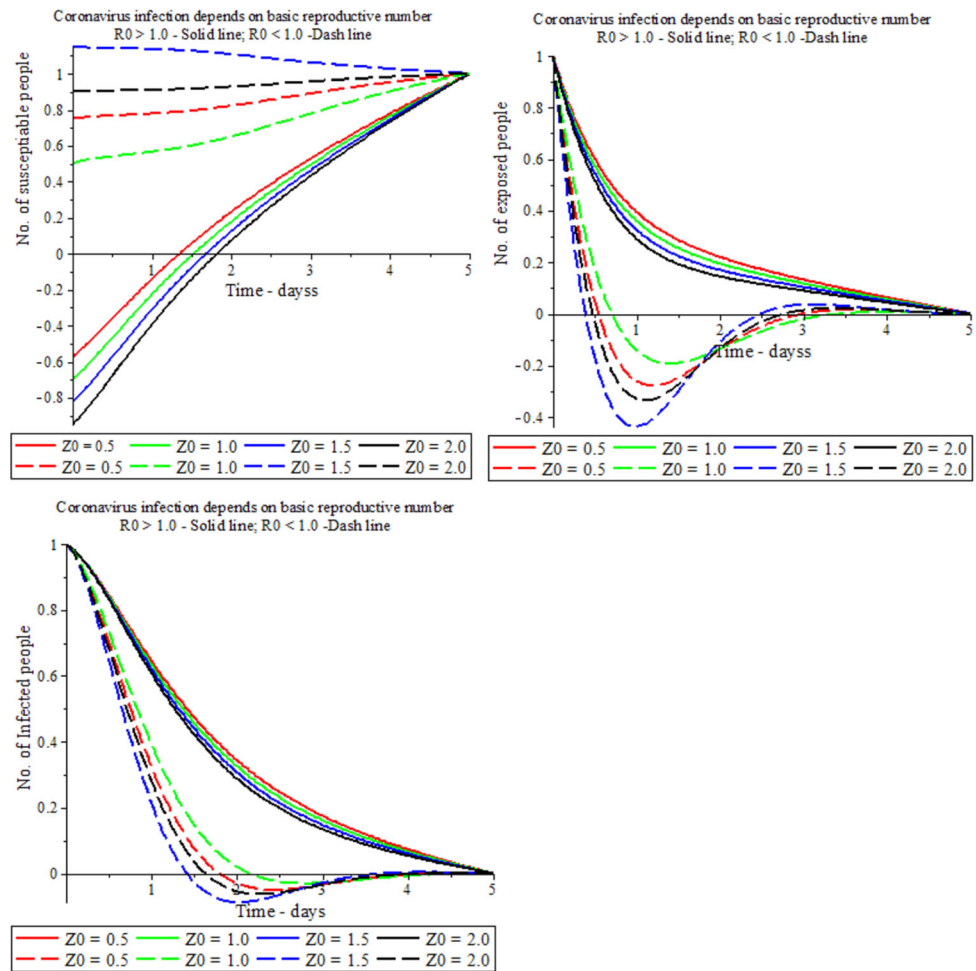 Coronavirus infection depends on basic reproductive number
R0 > 1.0 - Solid line; R0 < 1.0 -Dash line
No. of susceptiable people
1
0.8
0.6
0.4
0.2
0
-0.2
-0.4
-0.6
-0.8
1 2 3 4 5
Time - dayss
Z0 = 0.5 Z0 = 1.0 Z0 = 1.5 Z0 = 2.0
Z0 = 0.5 Z0 = 1.0 Z0 = 1.5 Z0 = 2.0
Coronavirus infection depends on basic reproductive number
R0 > 1.0 - Solid line; R0 < 1.0 -Dash line
No. of exposed people
1
0.8
0.6
0.4
0.2
0
-0.2
-0.4
1 2 3 4 5
Time - dayss
Z0 = 0.5 Z0 = 1.0 Z0 = 1.5 Z0 = 2.0
Z0 = 0.5 Z0 = 1.0 Z0 = 1.5 Z0 = 2.0
Coronavirus infection depends on basic reproductive number
R0 > 1.0 - Solid line; R0 < 1.0 -Dash line
No. of Infected people
1
0.8
0.6
0.4
0.2
0
1 2 3 4 5
Time - days
Z0 = 0.5 Z0 = 1.0 Z0 = 1.5 Z0 = 2.0
Z0 = 0.5 Z0 = 1.0 Z0 = 1.5 Z0 = 2.0